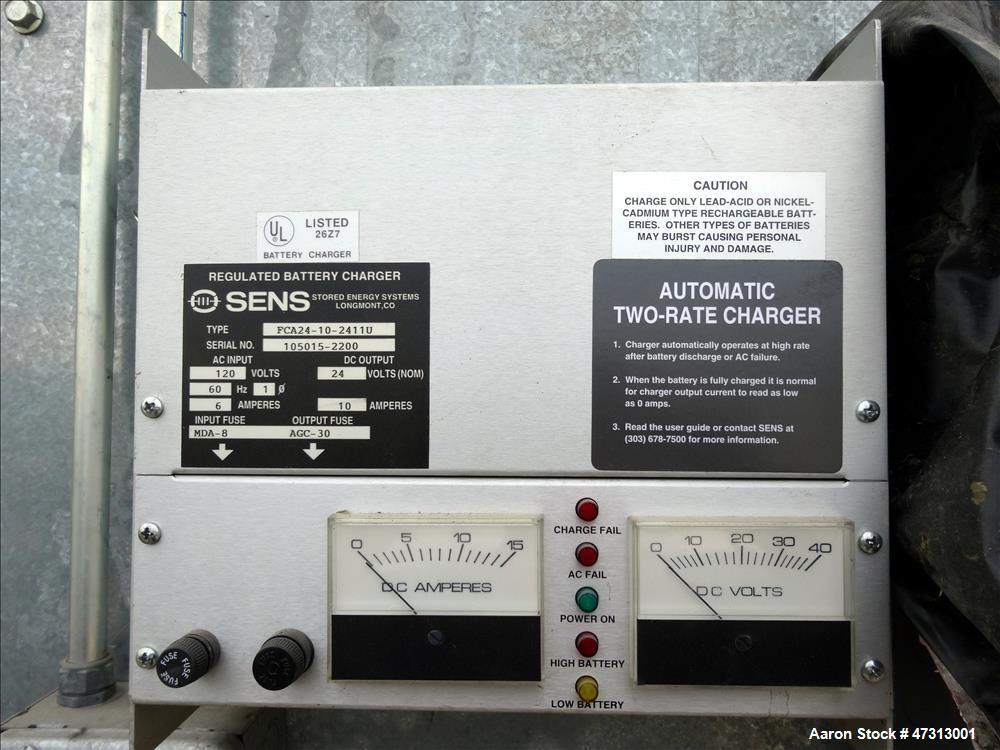 UL LISTED
26Z7
BATTERY CHARGER
REGULATED BATTERY CHARGER
SENS STORED ENERGY SYSTEMS
LONGMONT, CO
TYPE FCA24-10-2411U
SERIAL NO. 105015-2200
AC INPUT DC OUTPUT
120 VOLTS 24 VOLTS (NOM)
60 Hz 1 Ø
6 AMPERES 10 AMPERES
INPUT FUSE OUTPUT FUSE
MDA-8 AGC-30
CAUTION
CHARGE ONLY LEAD-ACID OR NICKEL-
CADMIUM TYPE RECHARGEABLE BATT-
ERIES. OTHER TYPES OF BATTERIES
MAY BURST CAUSING PERSONAL
INJURY AND DAMAGE.
AUTOMATIC
TWO-RATE CHARGER
1. Charger automatically operates at high rate
after battery discharge or AC failure.
2. When the battery is fully charged it is normal
for charger output current to read as low
as 0 amps.
3. Read the user guide or contact SENS at
(303) 678-7500 for more information.
0 5 10 15
DC AMPERES
CHARGE FAIL
AC FAIL
POWER ON
HIGH BATTERY
LOW BATTERY
0 10 20 30 40
DC VOLTS
FUSE FUSE FUSE
FUSE FUSE
Aaron Stock # 47313001